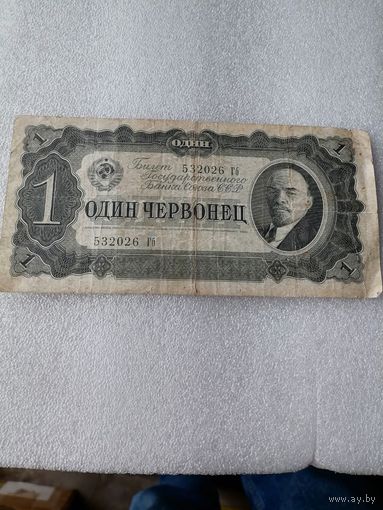 ОДИН
1
1
Билет 532026 Гб
Государственного
Банка Союза ССР
1
ОДИН ЧЕРВОНЕЦ
532026 Гб
1
1
www.ay.by